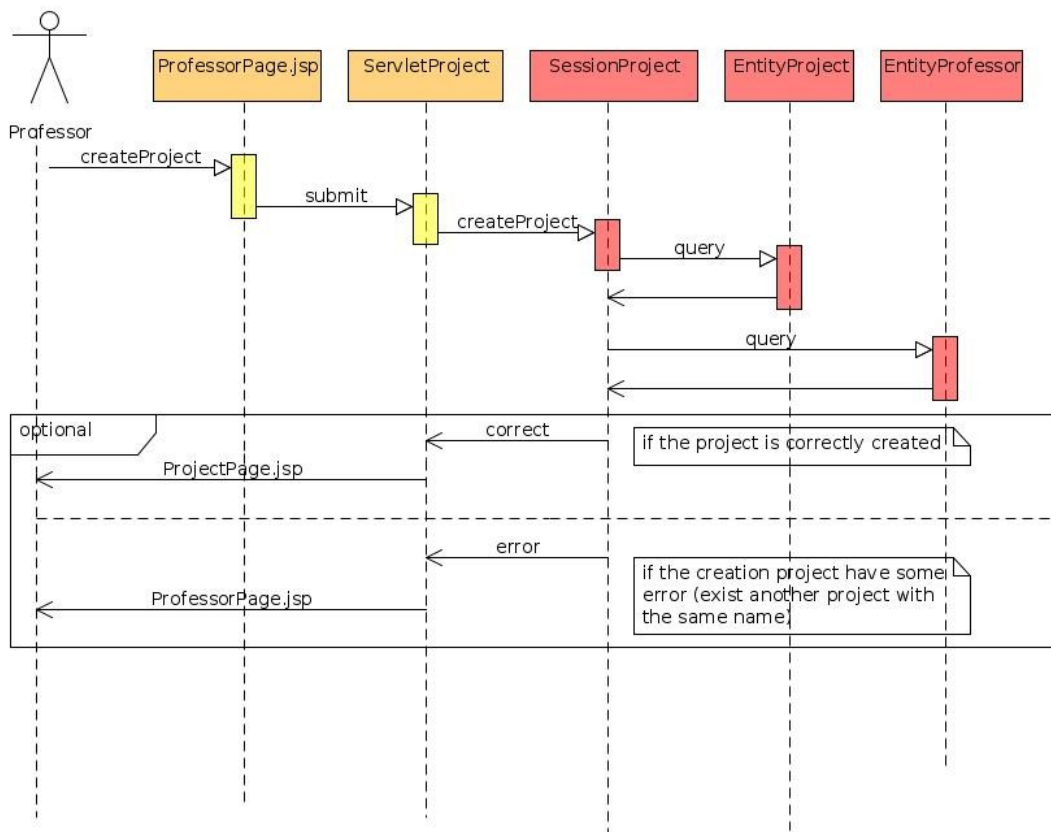 ProfessorPage.jsp
ServletProject
SessionProject
EntityProject
EntityProfessor
Professor
createProject
submit
createProject
query
query
optional
correct
if the project is correctly created
ProjectPage.jsp
error
if the creation project have some
error (exist another project with
the same name)
ProfessorPage.jsp